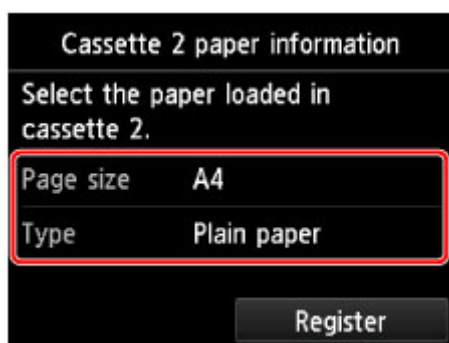 Cassette 2 paper information
Select the paper loaded in
cassette 2.
Page size A4
Type Plain paper
Register